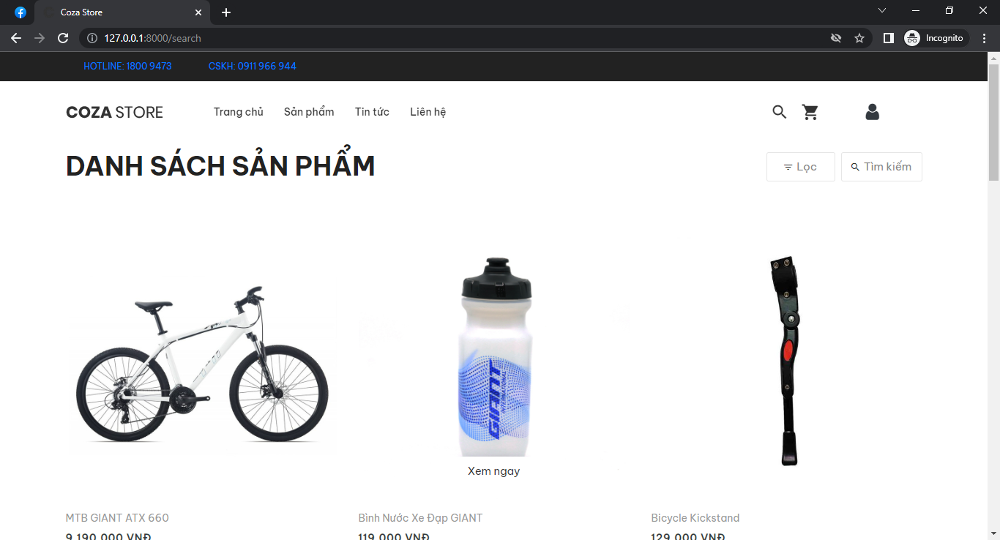 Coza Store
127.0.0.1:8000/search
Incognito
HOTLINE: 1800 9473 CSKH: 0911 966 944
COZA STORE Trang chủ Sản phẩm Tin tức Liên hệ
DANH SÁCH SẢN PHẨM
Lọc Tìm kiếm
GIANT
INTERNATIONAL
Xem ngay
MTB GIANT ATX 660 Bình Nước Xe Đạp GIANT Bicycle Kickstand
9,190,000 VNĐ 119,000 VNĐ 129,000 VNĐ